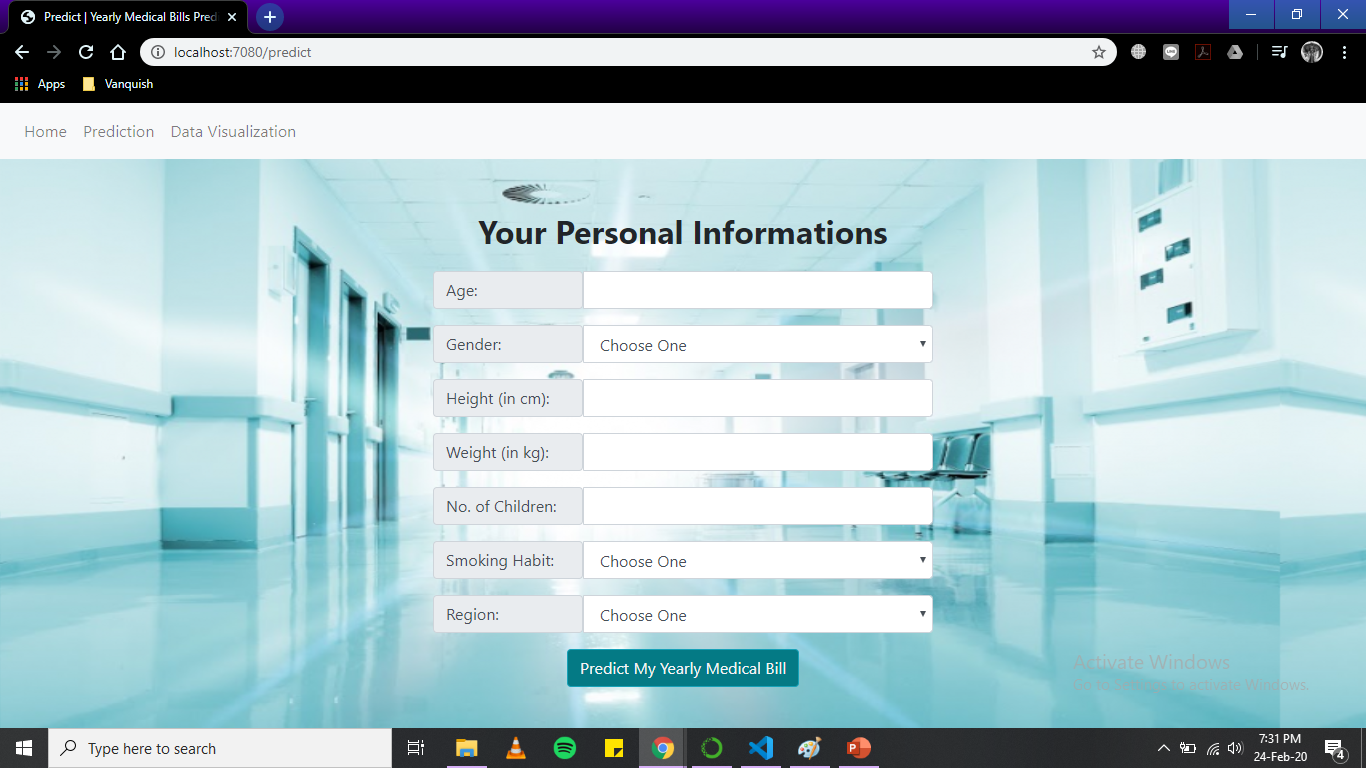 Predict | Yearly Medical Bills Pred
localhost:7080/predict
Apps Vanquish
Home Prediction Data Visualization
Your Personal Informations
Age:
Gender: Choose One
Height (in cm):
Weight (in kg):
No. of Children:
Smoking Habit: Choose One
Region: Choose One
Predict My Yearly Medical Bill
Activate Windows
Go to Settings to activate Windows.
Type here to search
7:31 PM
24-Feb-20
4